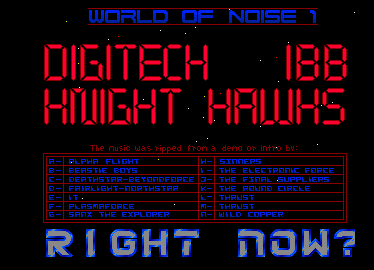 WORLD OF NOISE 1
DIGITECH 188
KNIGHT HAWKS
The music was ripped from a demo or intro by:
A- ALPHA FLIGHT H- SINNERS
B- BEASTIE BOYS I- THE ELECTRONIC FORCE
C- DEATHSTAR-BEYONDFORCE J- THE FINAL SUPPLIERS
D- FAIRLIGHT-NORTHSTAR K- THE ROUND CIRCLE
E- IT L- THRUST
F- PLASMAFORCE M- THRUST
G- THE EXPLORER N- WILD COPPER
RIGHT NOW?